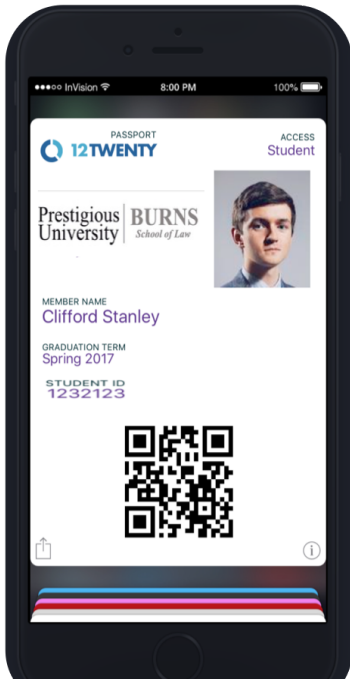 InVision 8:00 PM 100%
PASSPORT
12TWENTY
ACCESS
Student
Prestigious University
BURNS
School of Law
MEMBER NAME
Clifford Stanley
GRADUATION TERM
Spring 2017
STUDENT ID
1232123